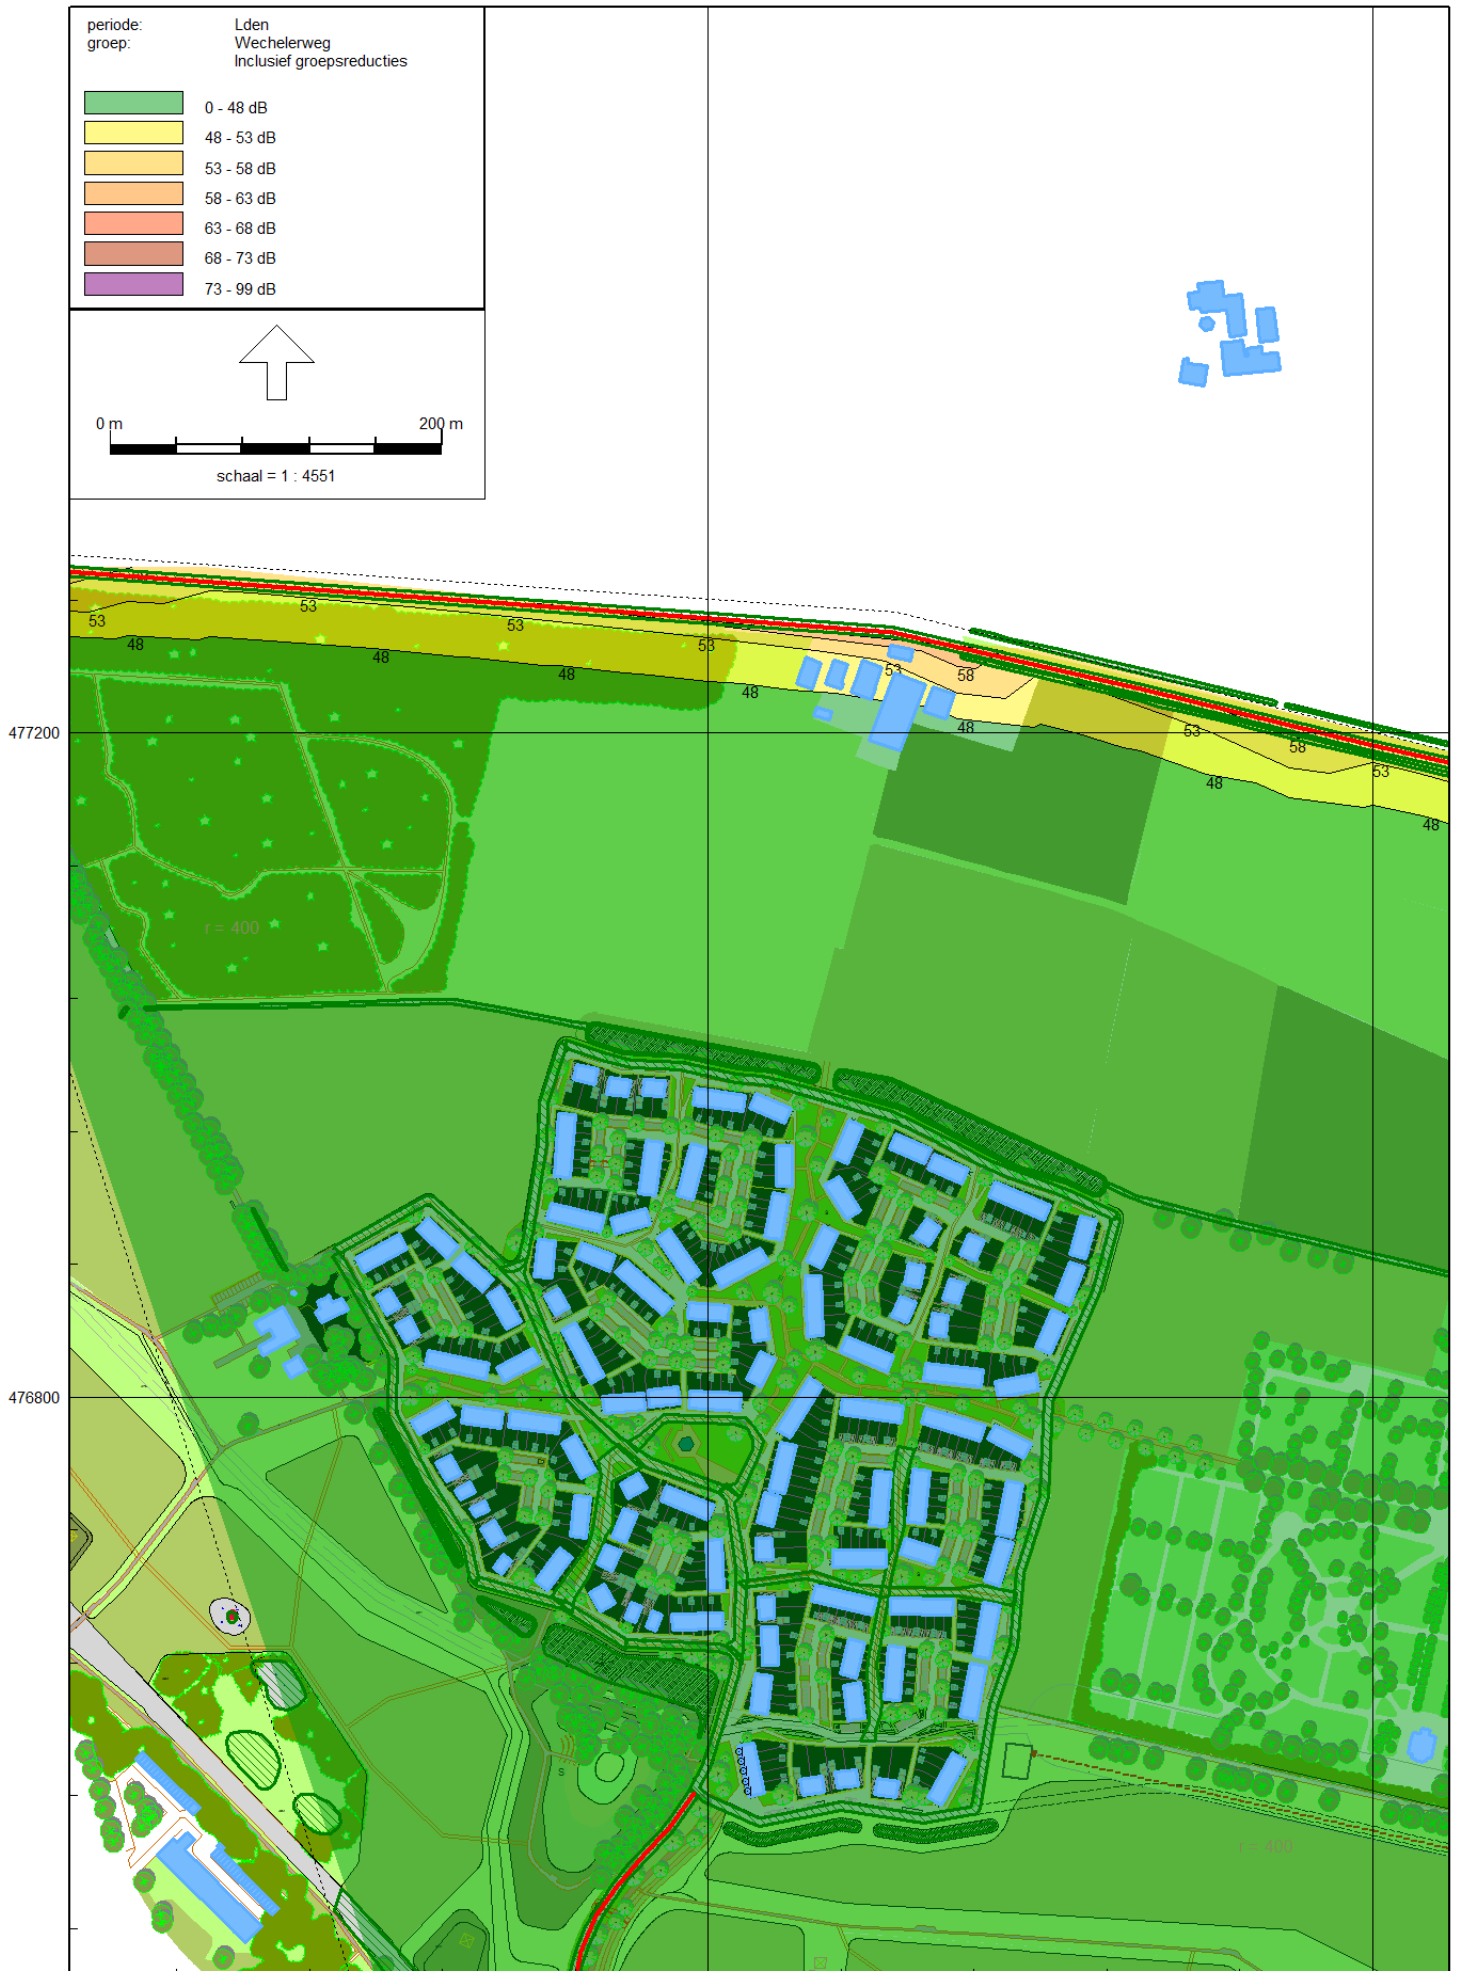 periode: Lden
groep: Wechelerweg
Inclusief groepsreducties
0 - 48 dB
48 - 53 dB
53 - 58 dB
58 - 63 dB
63 - 68 dB
68 - 73 dB
73 - 99 dB
0 m 200 m
schaal = 1 : 4551
53
53
53
53
53
58
48
48
48
48
48
53
58
53
48
48
477200
r = 400
476800
s
r = 400